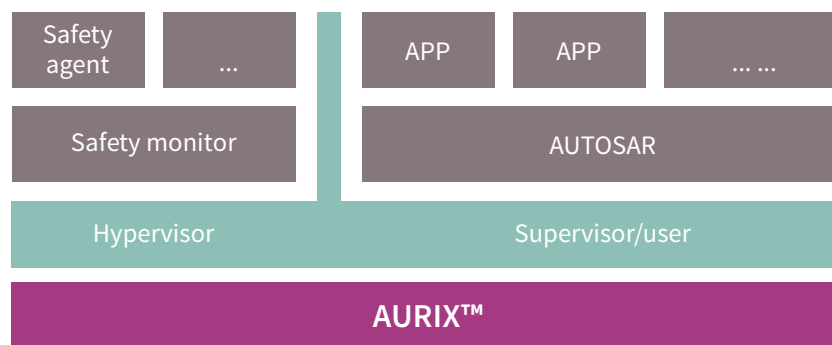 Safety
agent
...
APP
APP
... ...
Safety monitor
AUTOSAR
Hypervisor
Supervisor/user
AURIX™